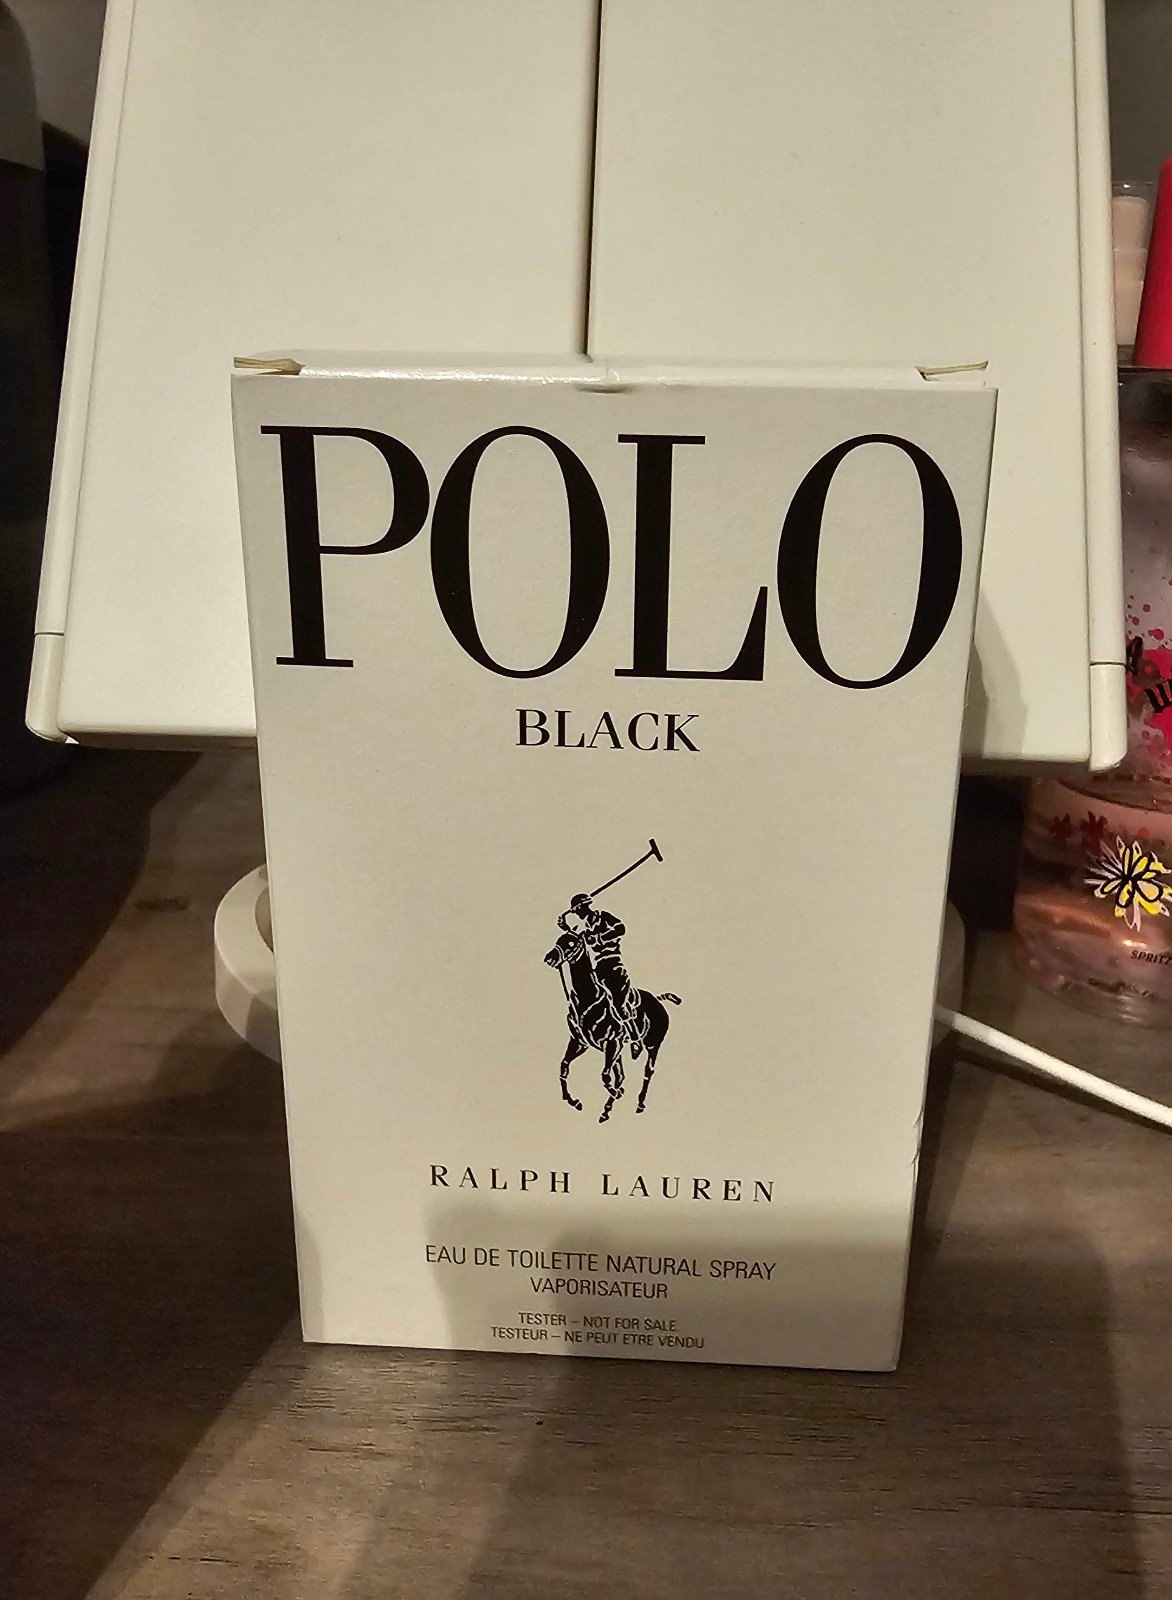 POLO
BLACK
RALPH LAUREN
EAU DE TOILETTE NATURAL SPRAY
VAPORISATEUR
TESTER – NOT FOR SALE
TESTEUR – NE PEUT ETRE VENDU
SPRITZ